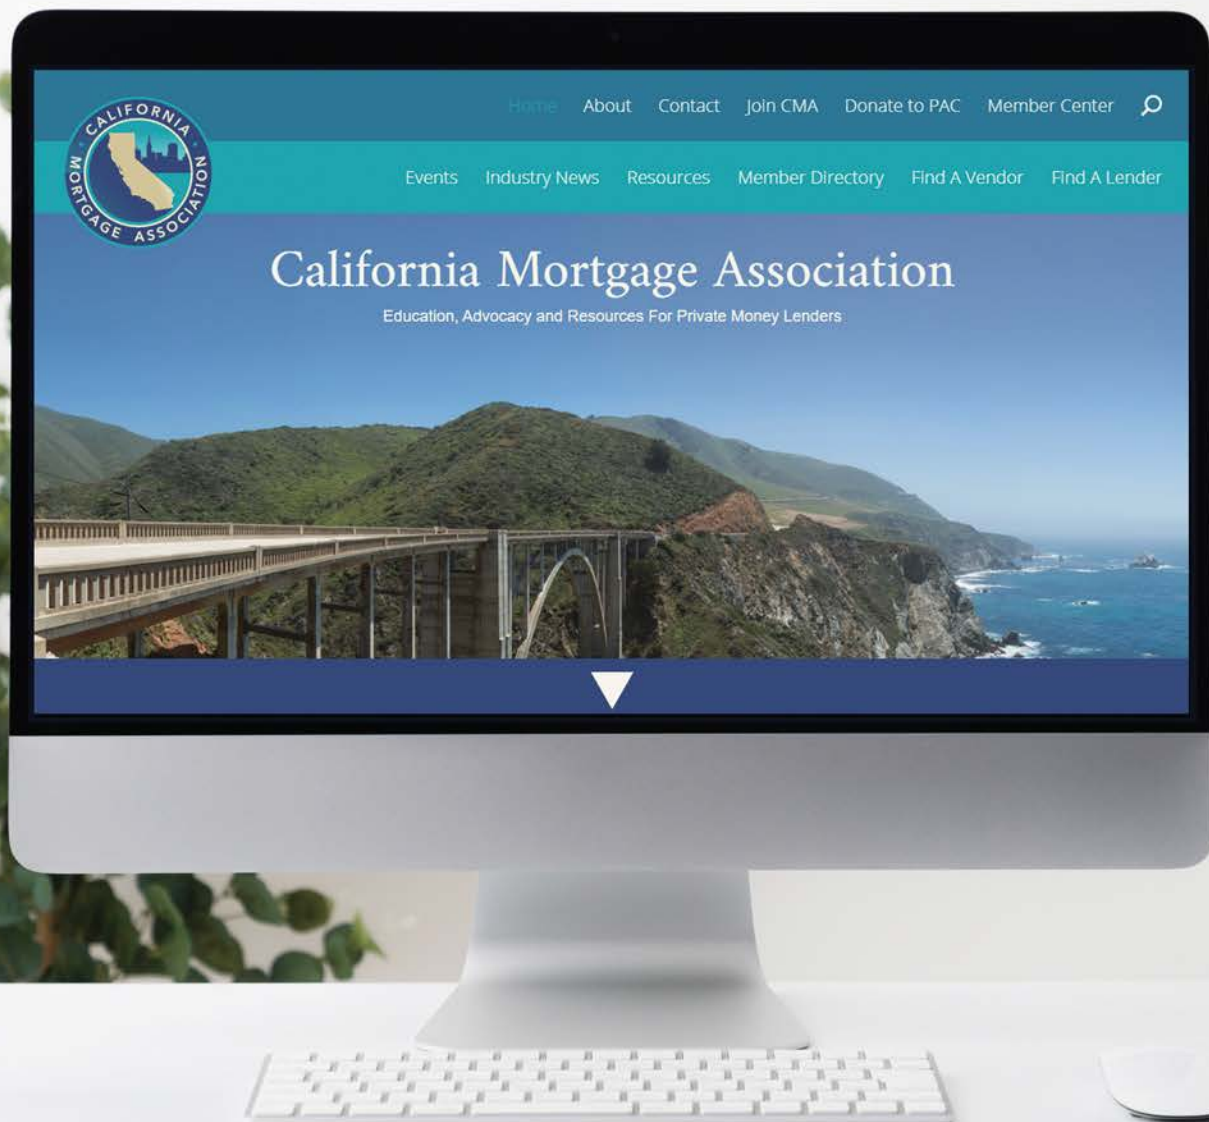 Home About Contact Join CMA Donate to PAC Member Center
CALIFORNIA
MORTGAGE ASSOCIATION
Events Industry News Resources Member Directory Find A Vendor Find A Lender
California Mortgage Association
Education, Advocacy and Resources For Private Money Lenders